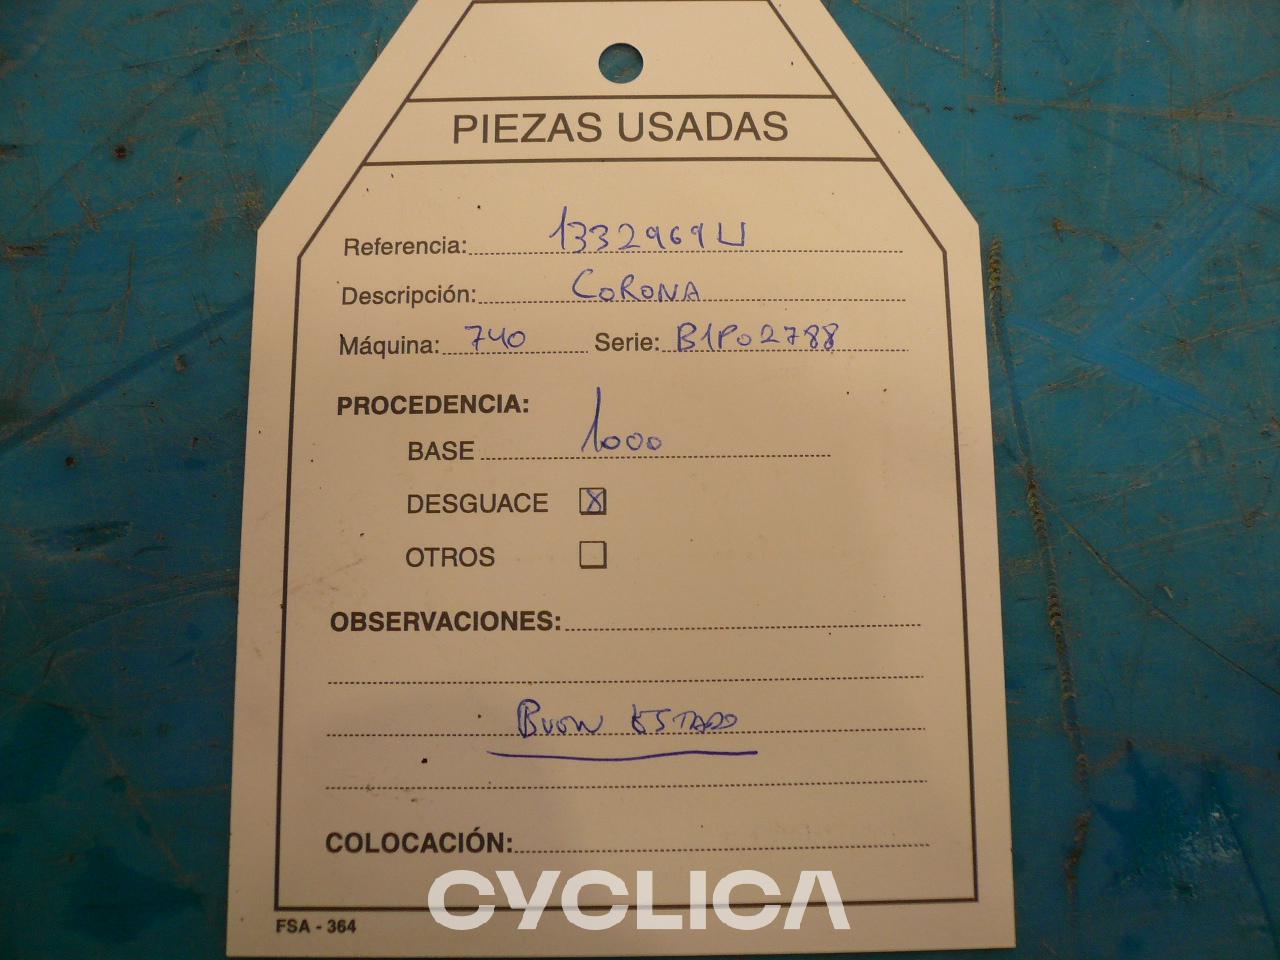 PIEZAS USADAS
Referencia: 1332969U
Descripción: CORONA
Máquina: 740 Serie: B1P02788
PROCEDENCIA:
BASE 1000
DESGUACE X
OTROS
OBSERVACIONES:
BUEN ESTADO
COLOCACIÓN:
CYCLICA
FSA - 364